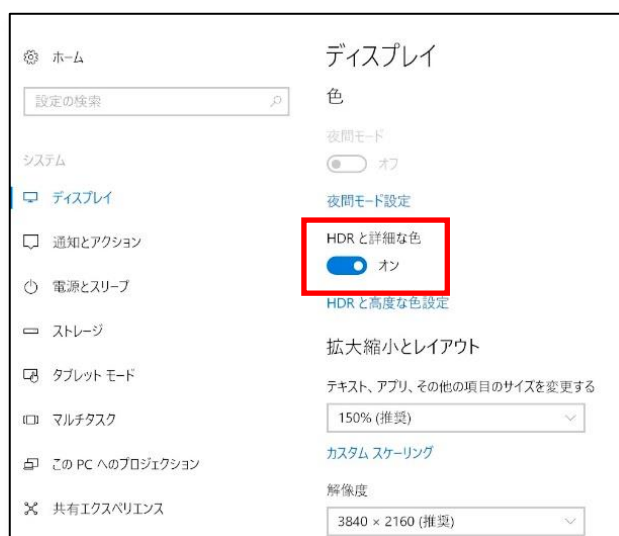 ホーム
設定の検索
システム
ディスプレイ
通知とアクション
電源とスリープ
ストレージ
タブレット モード
マルチタスク
この PC へのプロジェクション
共有エクスペリエンス
ディスプレイ
色
夜間モード
オフ
夜間モード設定
HDR と詳細な色
オン
HDR と高度な色設定
拡大縮小とレイアウト
テキスト、アプリ、その他の項目のサイズを変更する
150% (推奨)
カスタム スケーリング
解像度
3840 × 2160 (推奨)